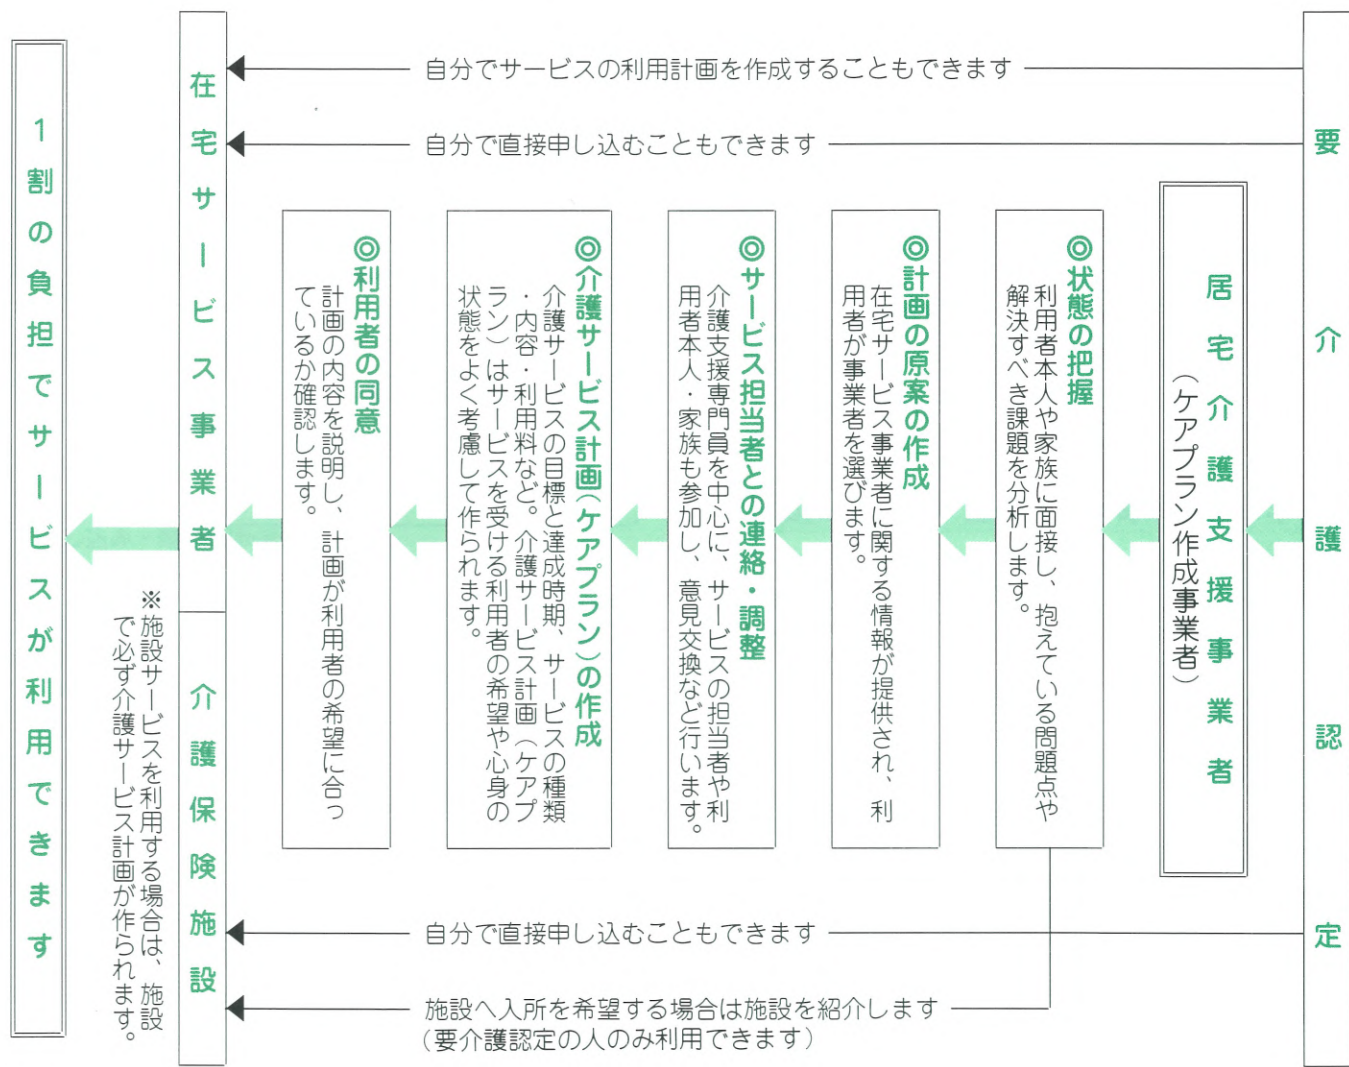 要介護認定
自分でサービスの利用計画を作成することもできます
自分で直接申し込むこともできます
居宅介護支援事業者
（ケアプラン作成事業者）
◎状態の把握
利用者本人や家族に面接し、抱えている問題点や
解決すべき課題を分析します。
◎計画の原案の作成
在宅サービス事業者に関する情報が提供され、利
用者が事業者を選びます。
◎サービス担当者との連絡・調整
介護支援専門員を中心に、サービスの担当者や利
用者本人・家族も参加し、意見交換など行います。
◎介護サービス計画（ケアプラン）の作成
介護サービスの目標と達成時期、サービスの種類
・内容・利用料など。介護サービス計画（ケアプ
ラン）はサービスを受ける利用者の希望や心身の
状態をよく考慮して作られます。
◎利用者の同意
計画の内容を説明し、計画が利用者の希望に合っ
ているか確認します。
自分で直接申し込むこともできます
施設へ入所を希望する場合は施設を紹介します
（要介護認定の人のみ利用できます）
在宅サービス事業者
介護保険施設
※施設サービスを利用する場合は、施設
で必ず介護サービス計画が作られます。
1割の負担でサービスが利用できます